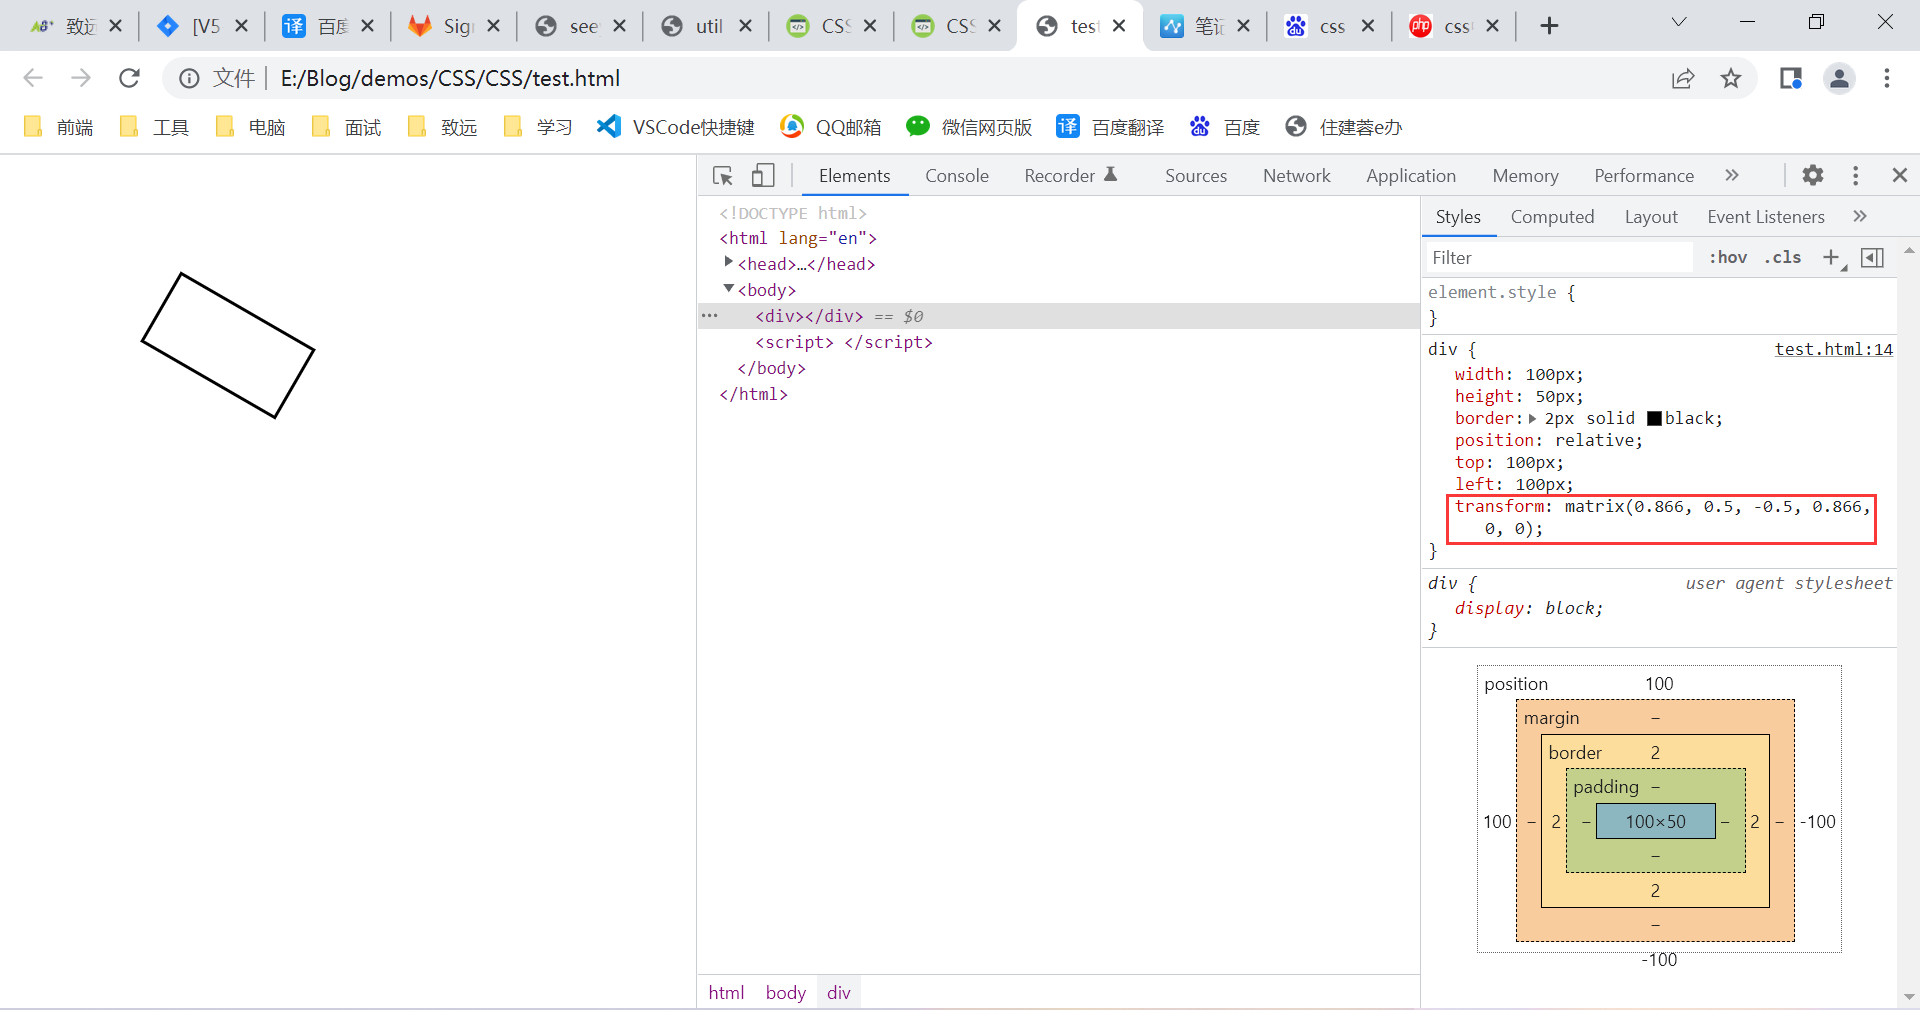 致远
[V5
译 百度
Sig
see
util
CSS
CSS
test
笔记
du css
php css
文件 E:/Blog/demos/CSS/CSS/test.html
前端 工具 电脑 面试 致远 学习 VSCode快捷键 QQ邮箱 微信网页版 译 百度翻译 du 百度 住建蓉e办
Elements Console Recorder Sources Network Application Memory Performance »
<!DOCTYPE html>
<html lang="en">
<head>…</head>
<body>
··· <div></div> == $0
<script> </script>
</body>
</html>
html body div
Styles Computed Layout Event Listeners »
Filter :hov .cls +
element.style {
}
div { test.html:14
width: 100px;
height: 50px;
border: 2px solid black;
position: relative;
top: 100px;
left: 100px;
transform: matrix(0.866, 0.5, -0.5, 0.866,
0, 0);
}
div { user agent stylesheet
display: block;
}
position 100
margin –
border 2
padding –
100 – 2 – 100×50 – 2 – -100
–
2
–
-100